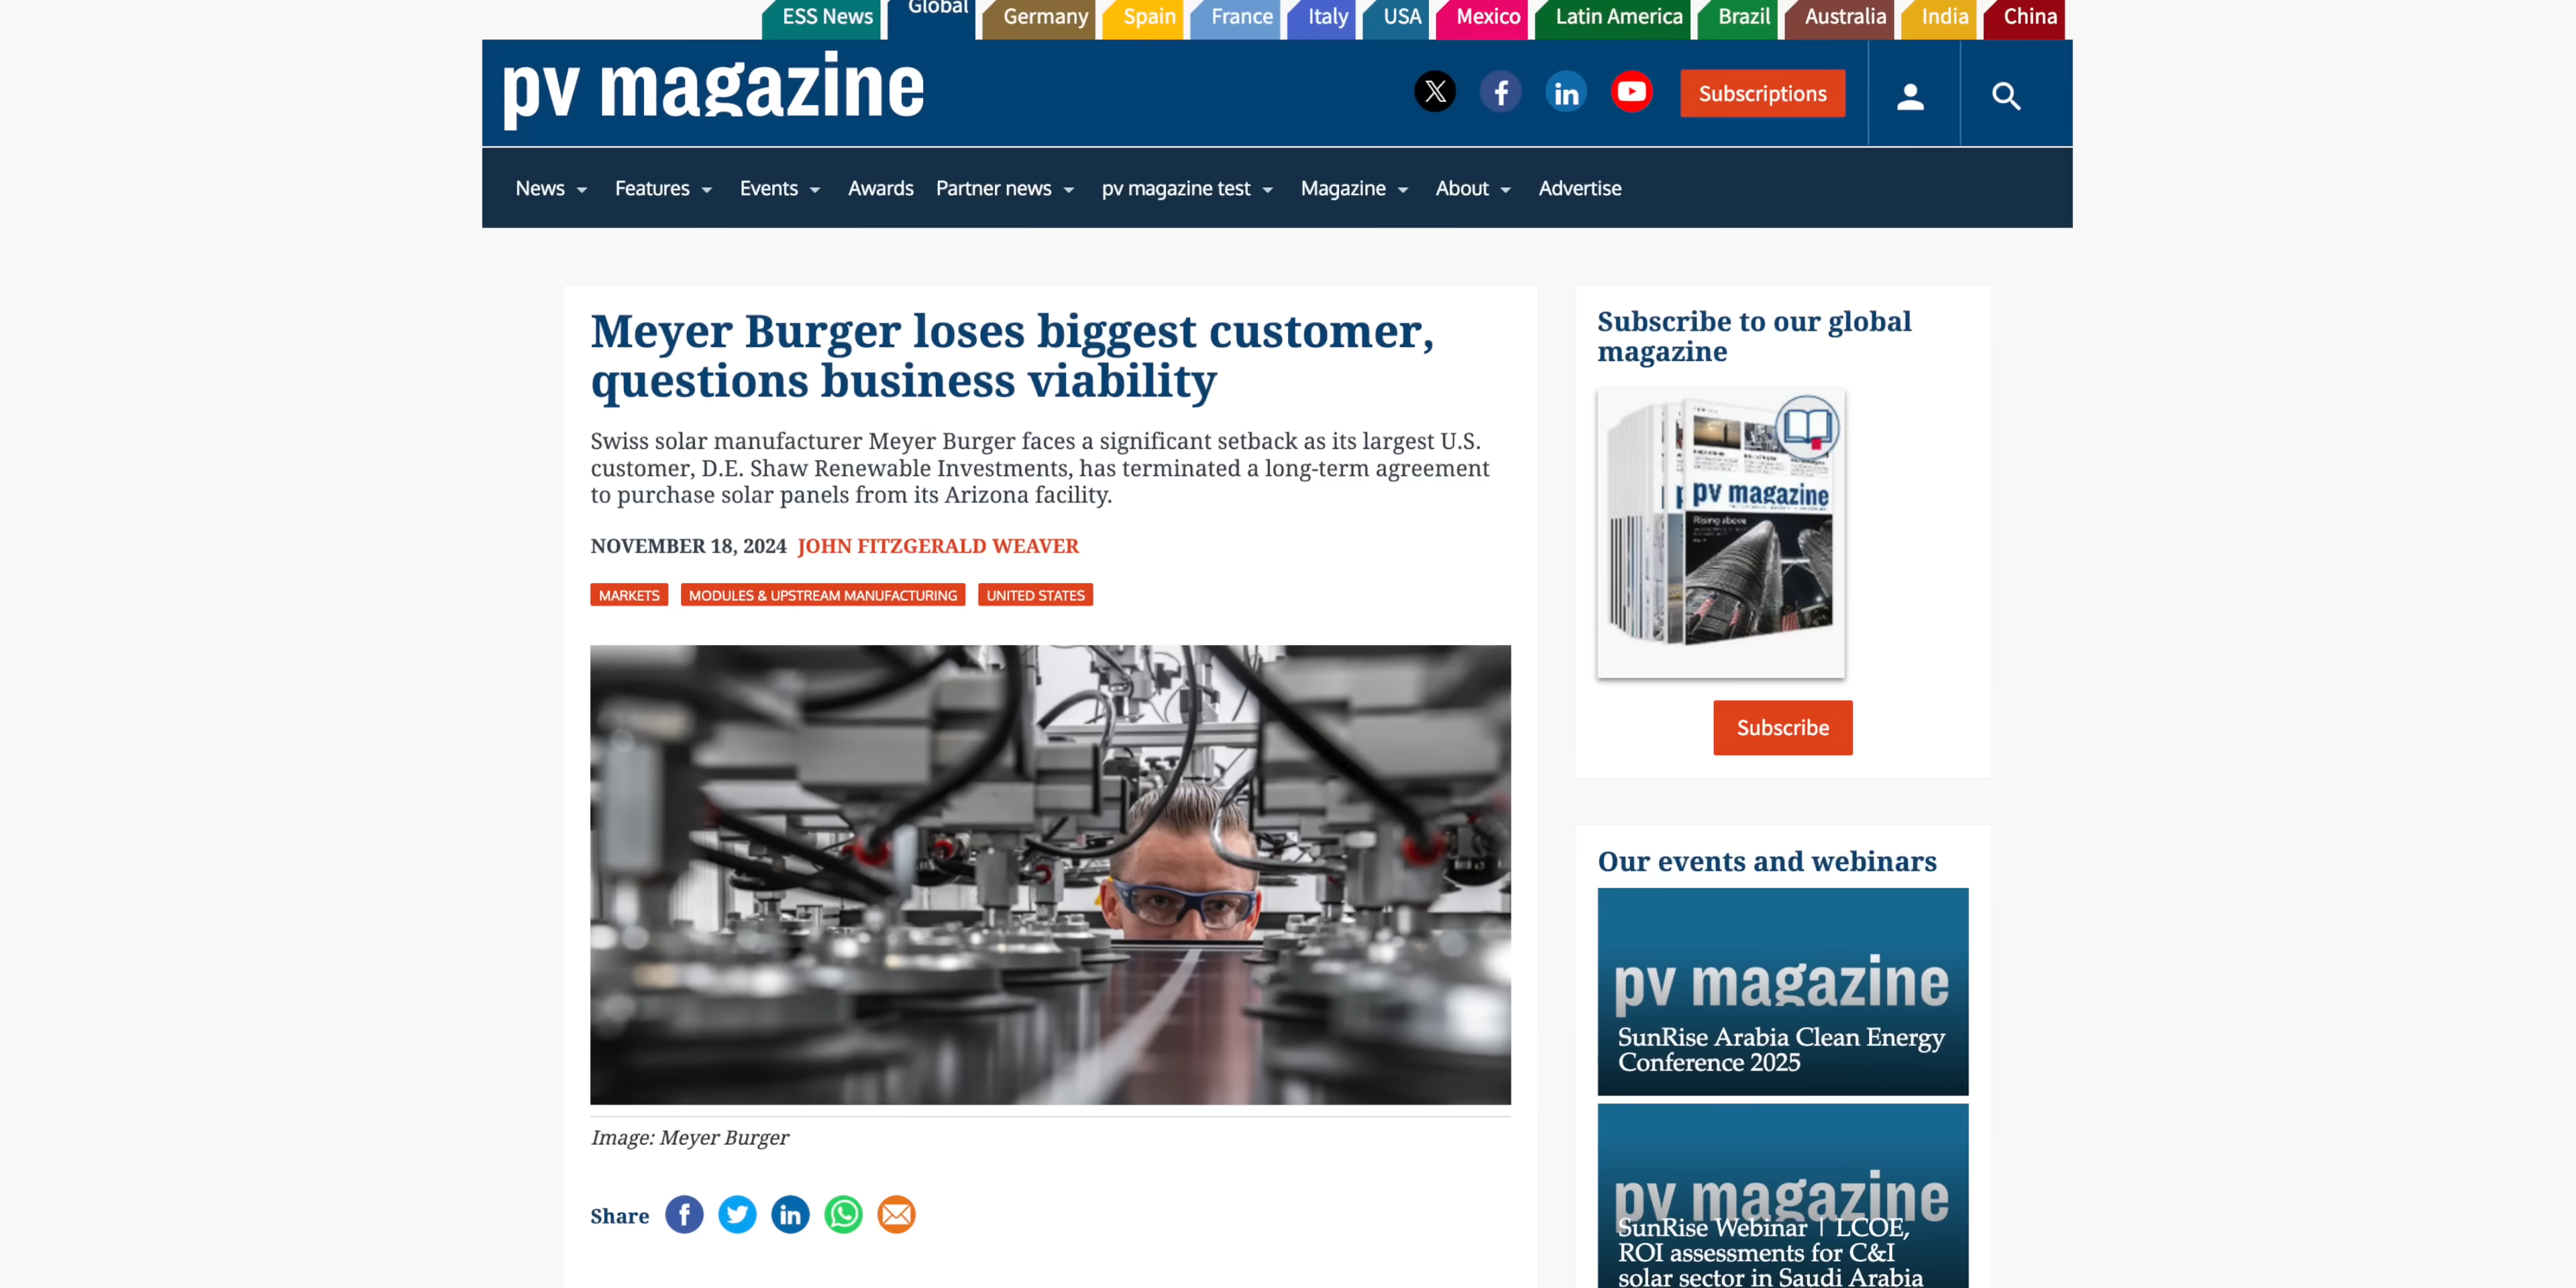 ESS News
Global
Germany
Spain
France
Italy
USA
Mexico
Latin America
Brazil
Australia
India
China
pv magazine
Subscriptions
News
Features
Events
Awards
Partner news
pv magazine test
Magazine
About
Advertise
Meyer Burger loses biggest customer,
questions business viability
Swiss solar manufacturer Meyer Burger faces a significant setback as its largest U.S.
customer, D.E. Shaw Renewable Investments, has terminated a long-term agreement
to purchase solar panels from its Arizona facility.
NOVEMBER 18, 2024 JOHN FITZGERALD WEAVER
MARKETS
MODULES & UPSTREAM MANUFACTURING
UNITED STATES
Image: Meyer Burger
Share
Subscribe to our global
magazine
pv magazine
Rising above
Subscribe
Our events and webinars
pv magazine
SunRise Arabia Clean Energy
Conference 2025
pv magazine
SunRise Webinar | LCOE,
ROI assessments for C&I
solar sector in Saudi Arabia